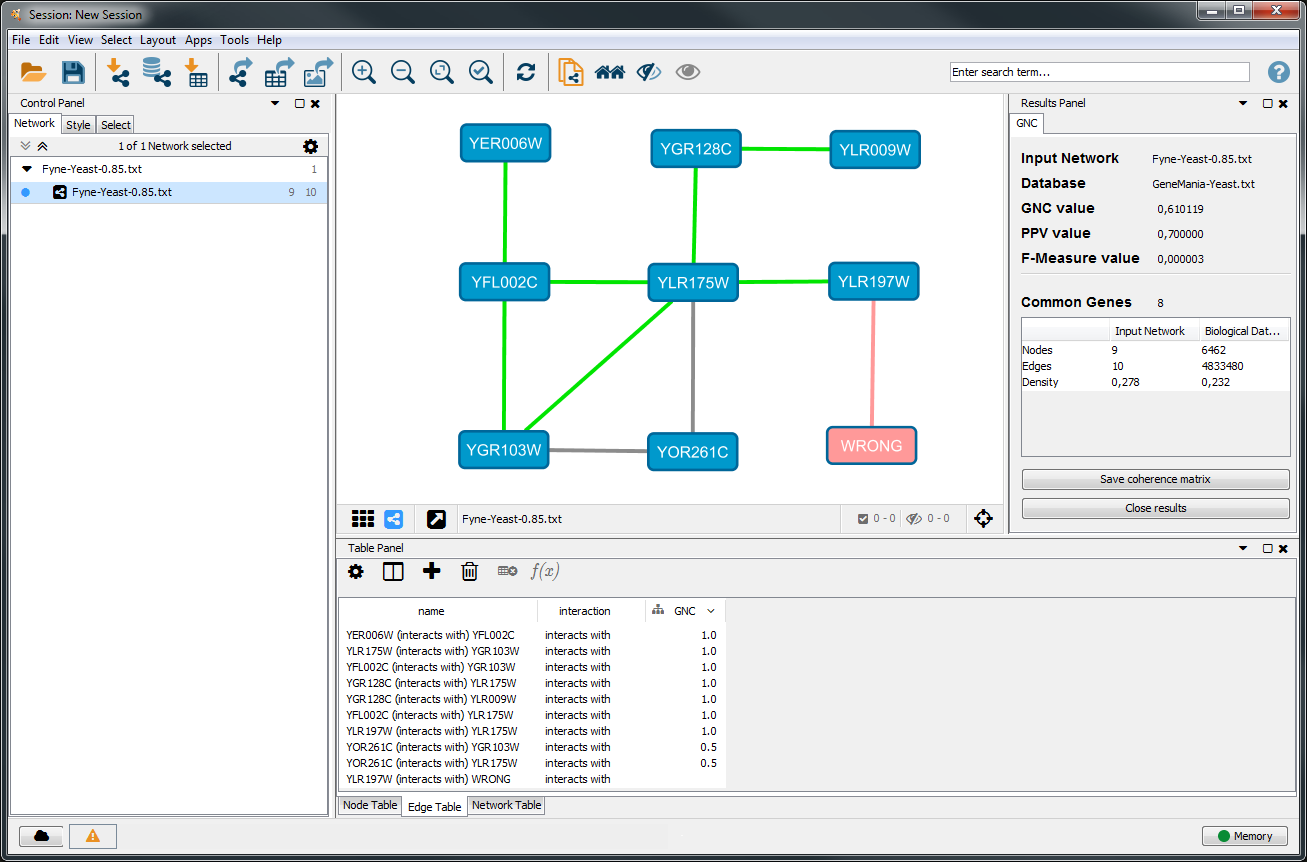 Session: New Session
File Edit View Select Layout Apps Tools Help
Enter search term...
?
Control Panel
Network Style Select
1 of 1 Network selected
Fyne-Yeast-0.85.txt 1
Fyne-Yeast-0.85.txt 9 10
YER006W YGR128C YLR009W
YFL002C YLR175W YLR197W
YGR103W YOR261C WRONG
Fyne-Yeast-0.85.txt 0 - 0 0 - 0
Results Panel
GNC
Input Network Fyne-Yeast-0.85.txt
Database GeneMania-Yeast.txt
GNC value 0,610119
PPV value 0,700000
F-Measure value 0,000003
Common Genes 8
Input Network Biological Dat...
Nodes 9 6462
Edges 10 4833480
Density 0,278 0,232
Save coherence matrix
Close results
Table Panel
f(x)
name interaction GNC
YER006W (interacts with) YFL002C interacts with 1.0
YLR175W (interacts with) YGR103W interacts with 1.0
YFL002C (interacts with) YGR103W interacts with 1.0
YGR128C (interacts with) YLR175W interacts with 1.0
YGR128C (interacts with) YLR009W interacts with 1.0
YFL002C (interacts with) YLR175W interacts with 1.0
YLR197W (interacts with) YLR175W interacts with 1.0
YOR261C (interacts with) YGR103W interacts with 0.5
YOR261C (interacts with) YLR175W interacts with 0.5
YLR197W (interacts with) WRONG interacts with
Node Table Edge Table Network Table
Memory